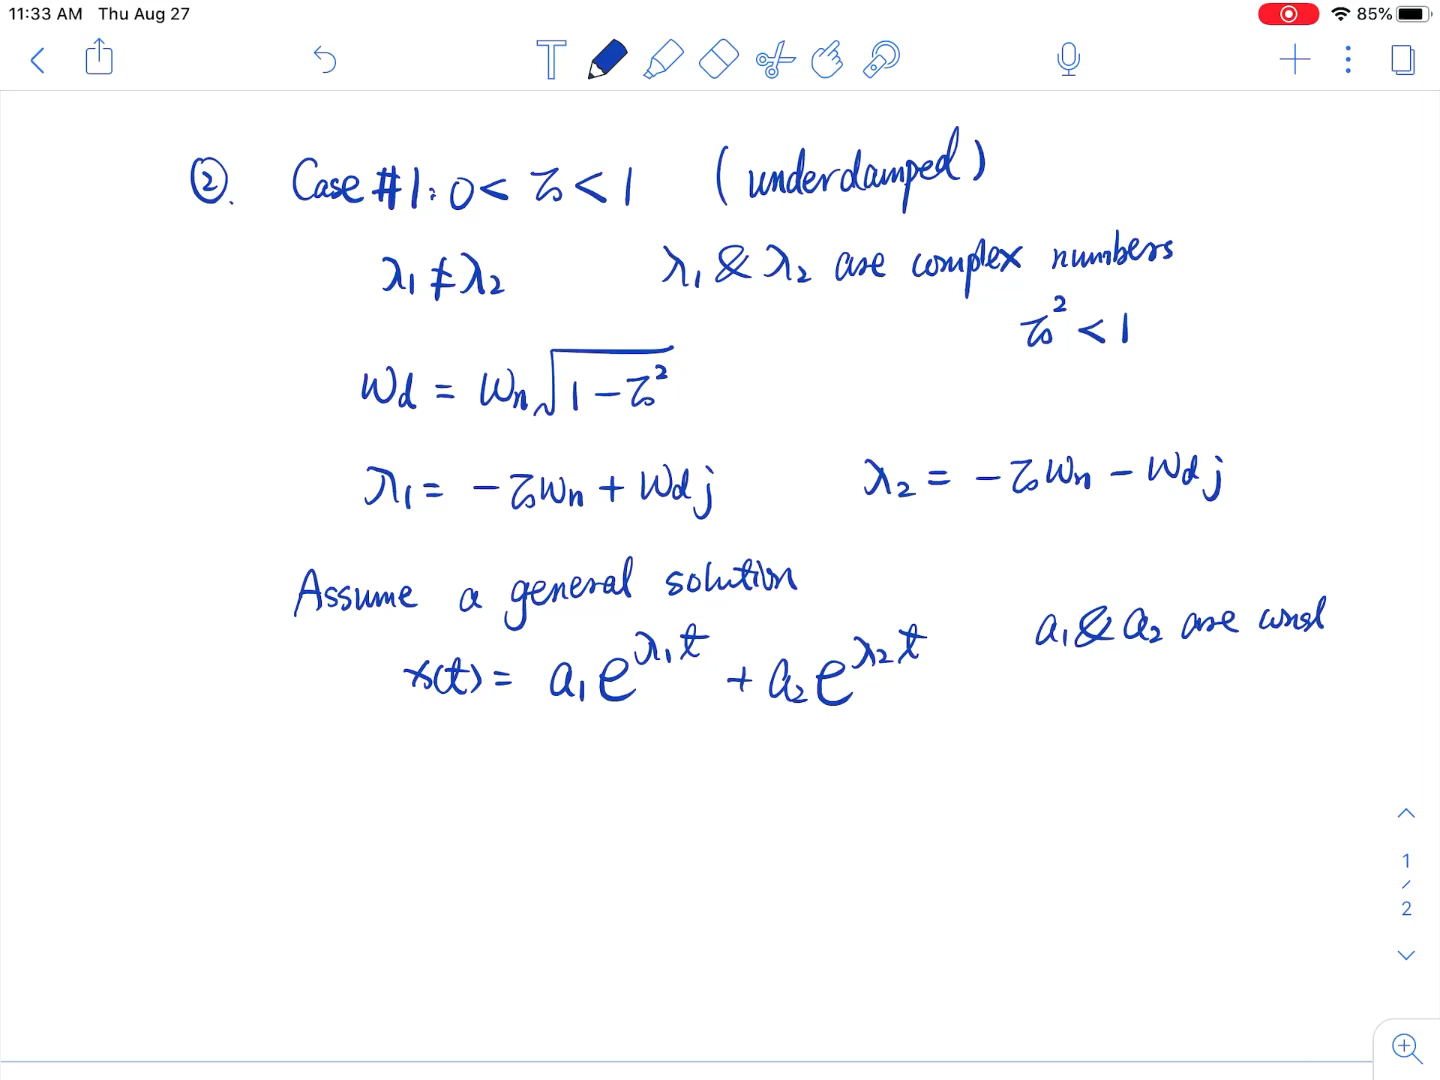 11:33 AM Thu Aug 27
85%
②. Case #1: 0 < ζ < 1 (underdamped)
λ₁ ≠ λ₂ λ₁ & λ₂ are complex numbers
ζ² < 1
ωd = ωn √(1 − ζ²)
λ₁ = − ζωn + ωd j λ₂ = − ζωn − ωd j
Assume a general solution
a₁ & a₂ are const
x(t) = a₁ e^(λ₁t) + a₂ e^(λ₂t)
1
/
2